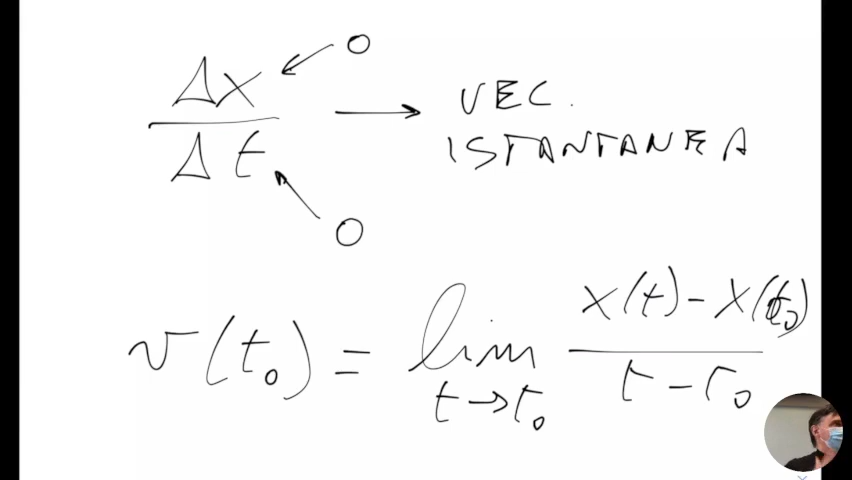 Δx ← 0
Δt ← 0
→ VEC.
ISTANTANEA
v(t₀) = lim t→t₀ x(t) - x(t₀) / t - t₀